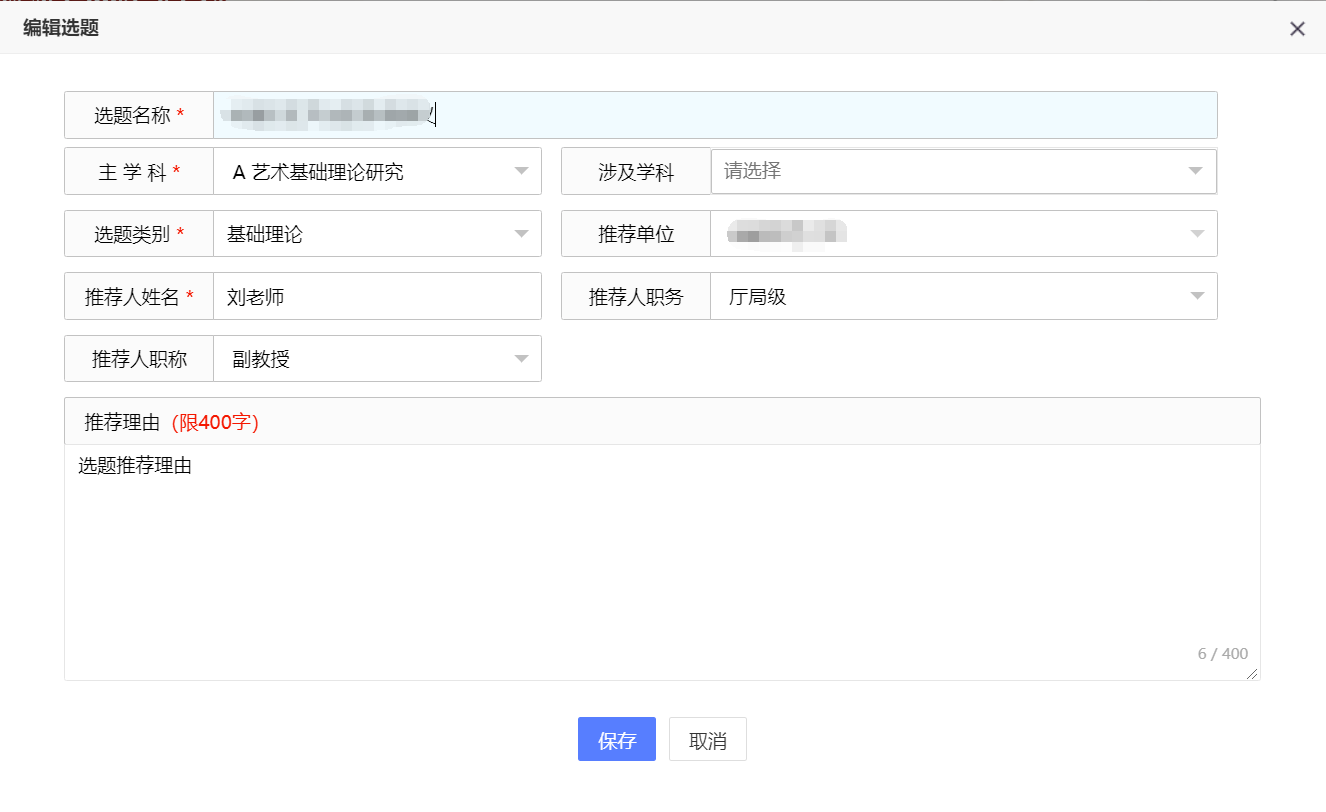 编辑选题
选题名称 *
主 学 科 * A 艺术基础理论研究 涉及学科 请选择
选题类别 * 基础理论 推荐单位
推荐人姓名 * 刘老师 推荐人职务 厅局级
推荐人职称 副教授
推荐理由 (限400字)
选题推荐理由
6 / 400
保存 取消